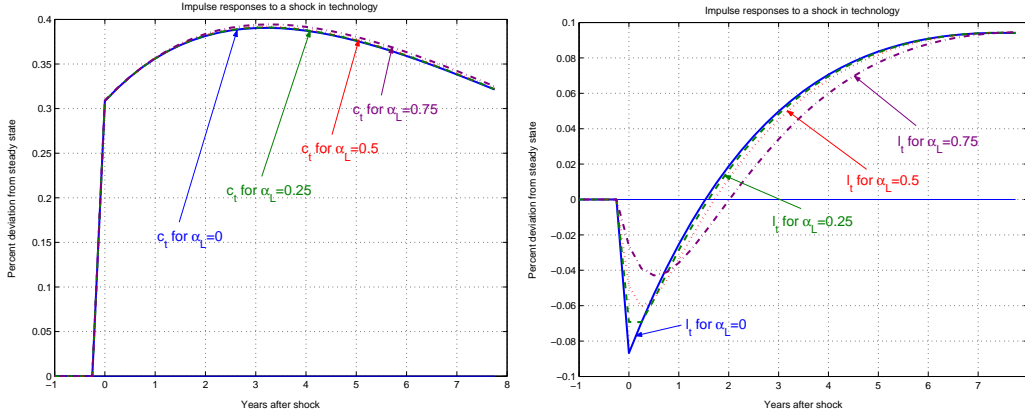 Impulse responses to a shock in technology
Percent deviation from steady state
0.4
0.35
0.3
0.25
0.2
0.15
0.1
0.05
0
c_t for α_L=0.75
c_t for α_L=0.5
c_t for α_L=0.25
c_t for α_L=0
−1 0 1 2 3 4 5 6 7 8
Years after shock
Impulse responses to a shock in technology
Percent deviation from steady state
0.1
0.08
0.06
0.04
0.02
0
−0.02
−0.04
−0.06
−0.08
−0.1
l_t for α_L=0.75
l_t for α_L=0.5
l_t for α_L=0.25
l_t for α_L=0
−1 0 1 2 3 4 5 6 7
Years after shock